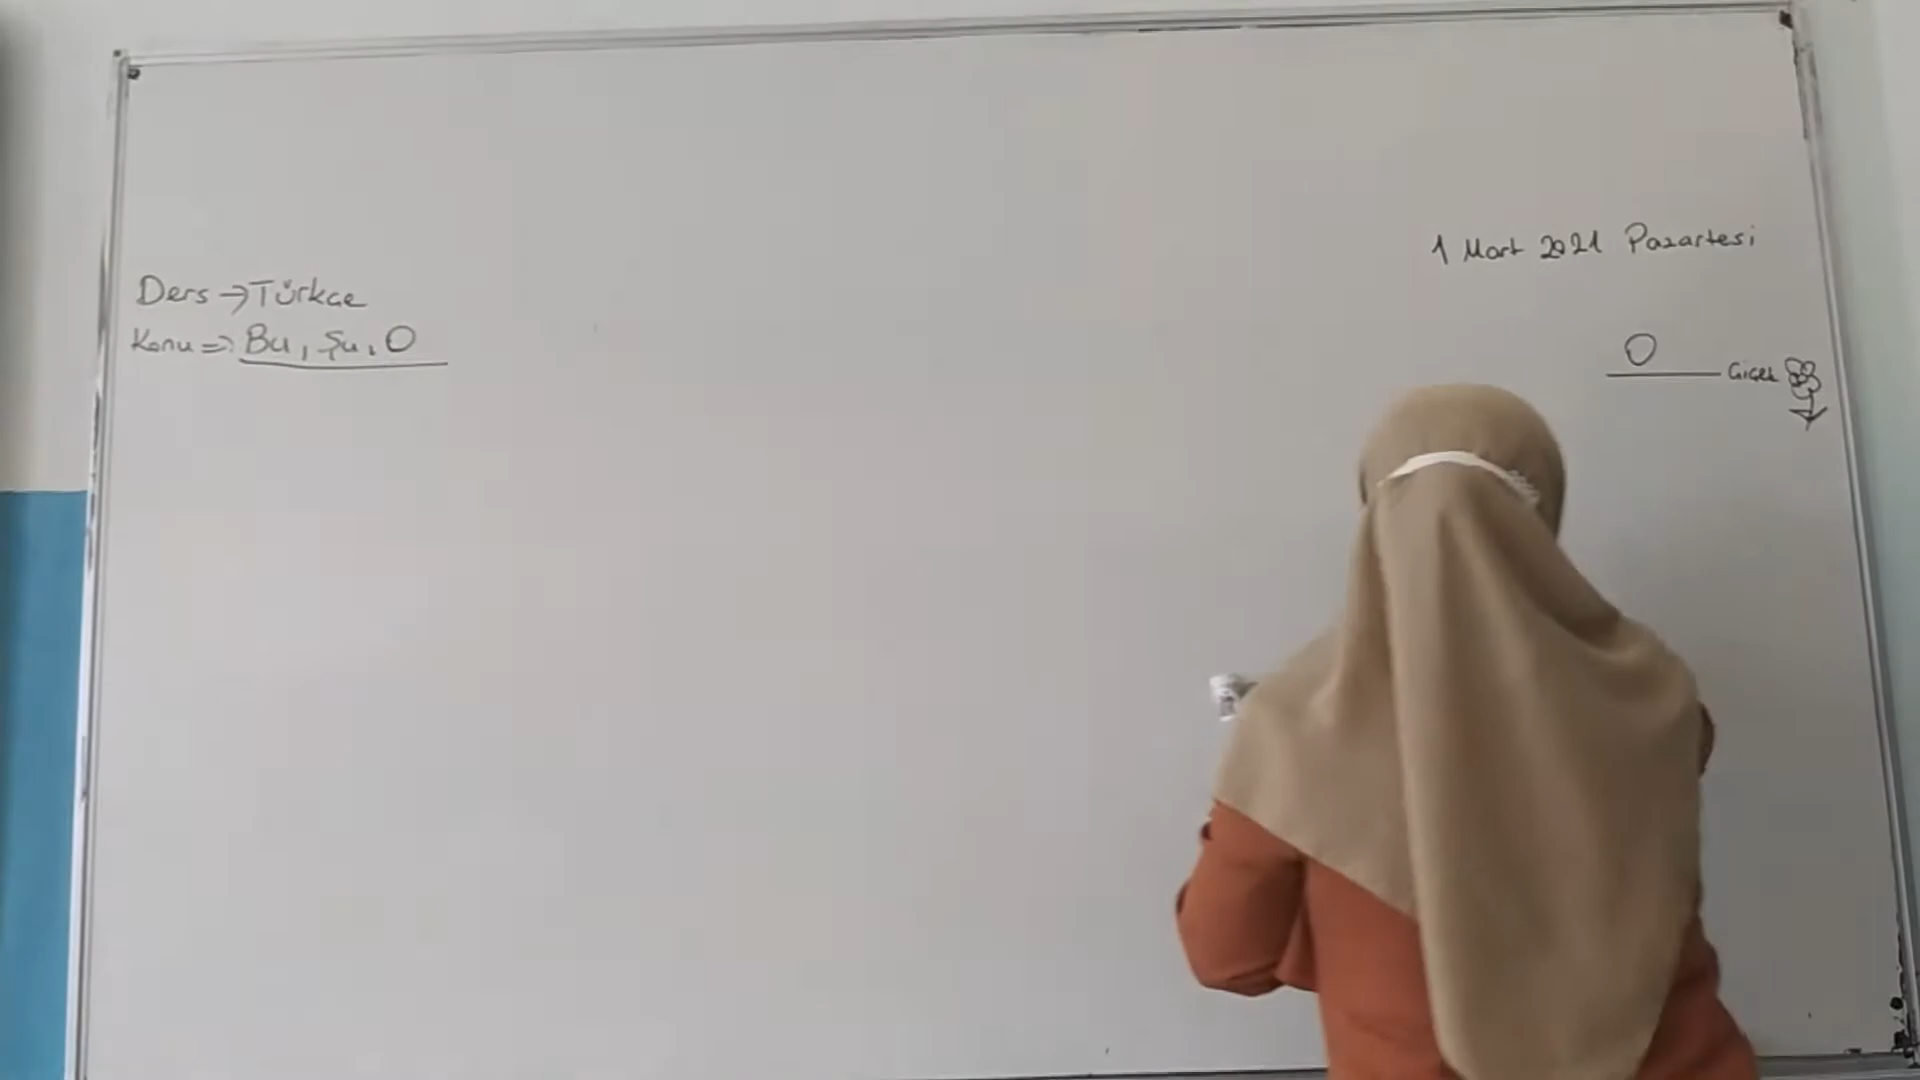 1 Mart 2021 Pazartesi
Ders → Türkçe
Konu ⇒ Bu, Şu, O
O Çiçek